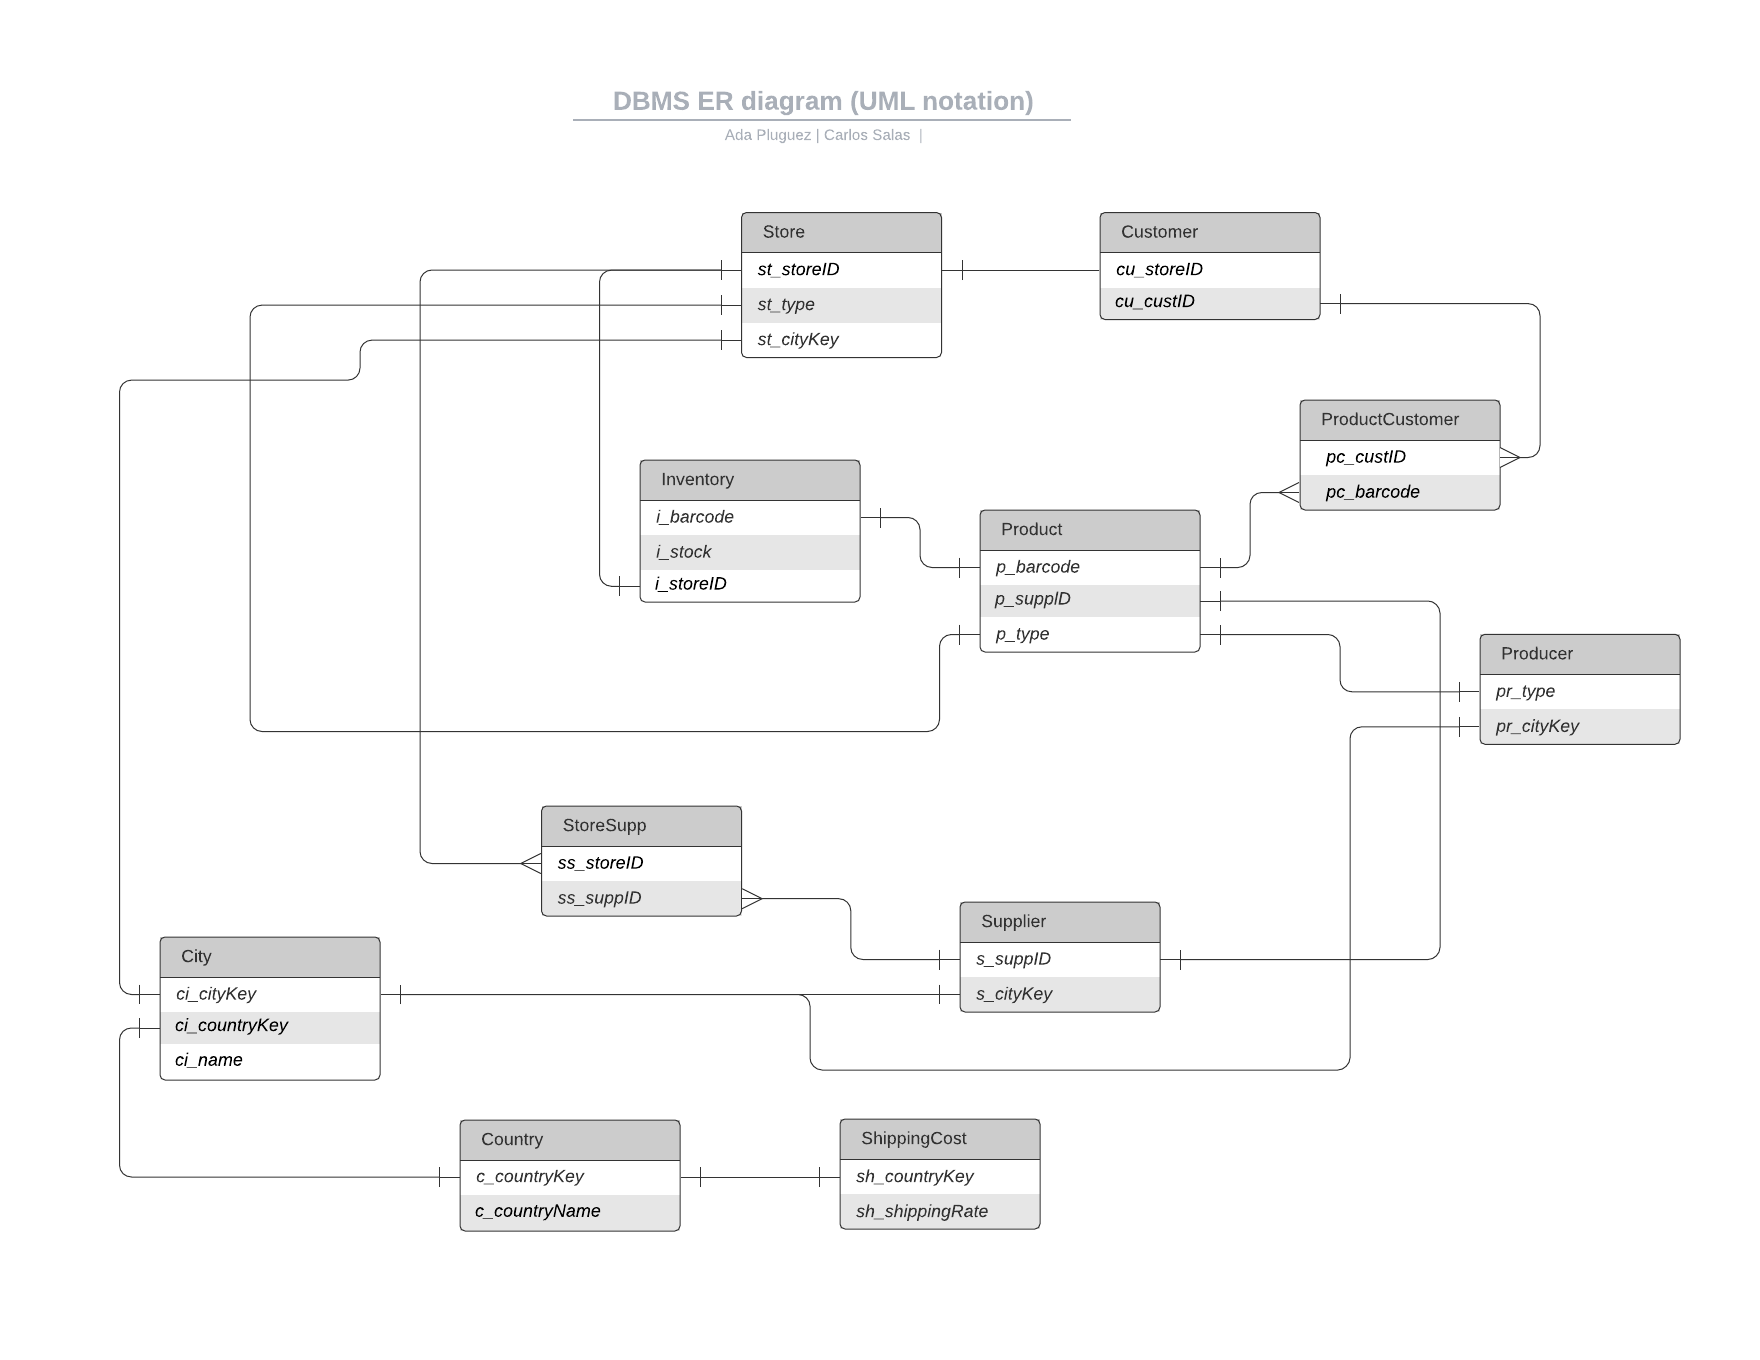 DBMS ER diagram (UML notation)
Ada Pluguez | Carlos Salas |
Store
st_storeID
st_type
st_cityKey
Customer
cu_storeID
cu_custID
ProductCustomer
pc_custID
pc_barcode
Inventory
i_barcode
i_stock
i_storeID
Product
p_barcode
p_suppID
p_type
Producer
pr_type
pr_cityKey
StoreSupp
ss_storeID
ss_suppID
Supplier
s_suppID
s_cityKey
City
ci_cityKey
ci_countryKey
ci_name
Country
c_countryKey
c_countryName
ShippingCost
sh_countryKey
sh_shippingRate